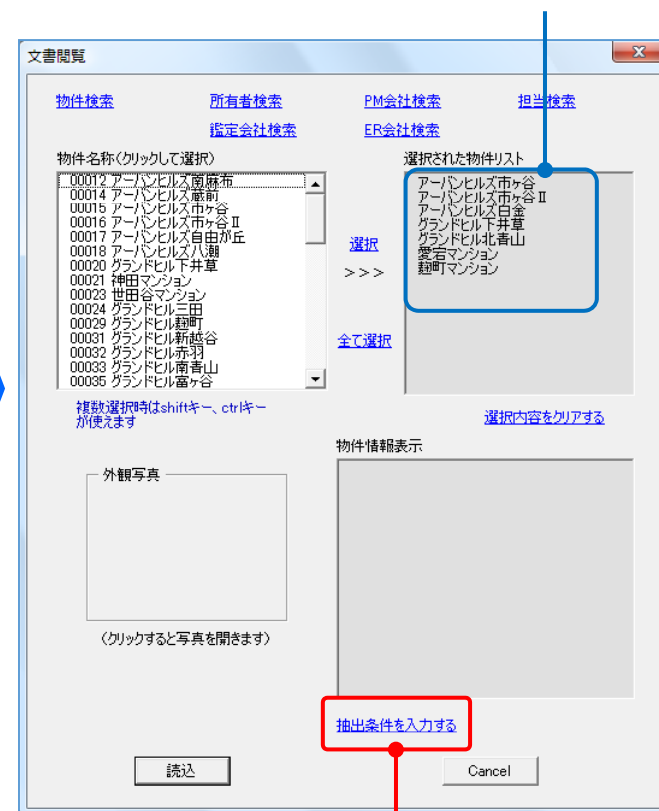 文書閲覧
物件検索 所有者検索 PM会社検索 担当検索
鑑定会社検索 ER会社検索
物件名称(クリックして選択)
00012 アーバンヒルズ南麻布
00014 アーバンヒルズ蔵前
00015 アーバンヒルズ市ヶ谷
00016 アーバンヒルズ市ヶ谷Ⅱ
00017 アーバンヒルズ自由が丘
00018 アーバンヒルズ八潮
00020 グランドヒル下井草
00021 神田マンション
00023 世田谷マンション
00024 グランドヒル三田
00029 グランドヒル麹町
00031 グランドヒル新越谷
00032 グランドヒル赤羽
00033 グランドヒル南青山
00035 グランドヒル富ヶ谷
複数選択時はshiftキー、ctrlキー
が使えます
選択
>>>
全て選択
選択された物件リスト
アーバンヒルズ市ヶ谷
アーバンヒルズ市ヶ谷Ⅱ
アーバンヒルズ白金
グランドヒル下井草
グランドヒル北青山
愛宕マンション
麹町マンション
選択内容をクリアする
外観写真
(クリックすると写真を開きます)
物件情報表示
抽出条件を入力する
読込
Cancel